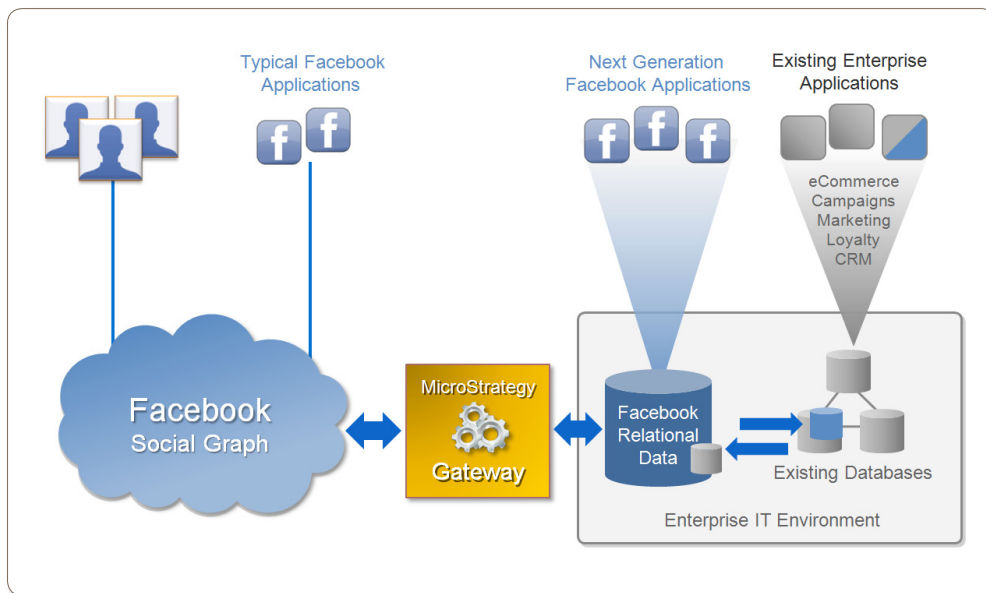 Typical Facebook
Applications
Next Generation
Facebook Applications
Existing Enterprise
Applications
f
f
f
f
f
eCommerce
Campaigns
Marketing
Loyalty
CRM
Facebook
Social Graph
MicroStrategy
Gateway
Facebook
Relational
Data
Existing Databases
Enterprise IT Environment